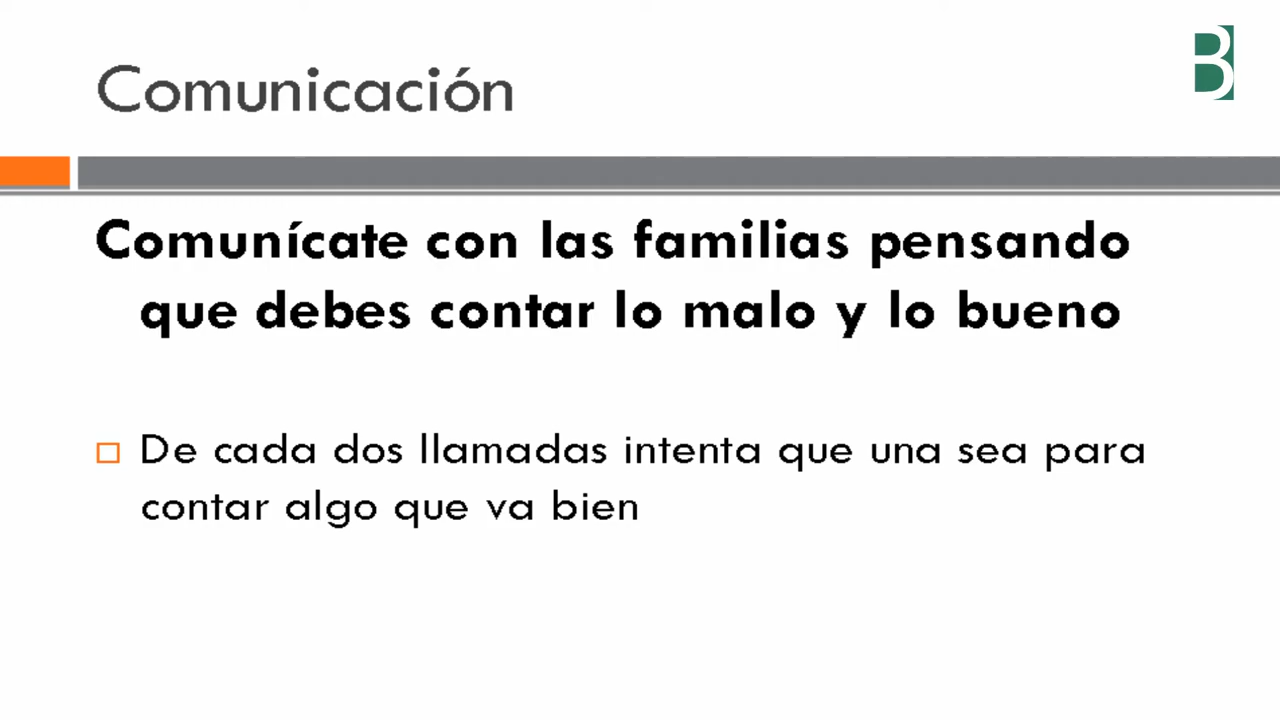 B
Comunicación
Comunícate con las familias pensando
que debes contar lo malo y lo bueno
De cada dos llamadas intenta que una sea para
contar algo que va bien